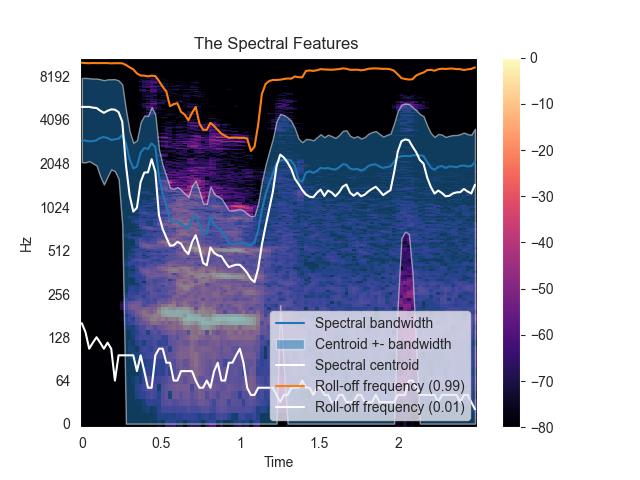 The Spectral Features
Hz
8192
4096
2048
1024
512
256
128
64
0
0
0.5
1
1.5
2
Time
Spectral bandwidth
Centroid +- bandwidth
Spectral centroid
Roll-off frequency (0.99)
Roll-off frequency (0.01)
0
−10
−20
−30
−40
−50
−60
−70
−80